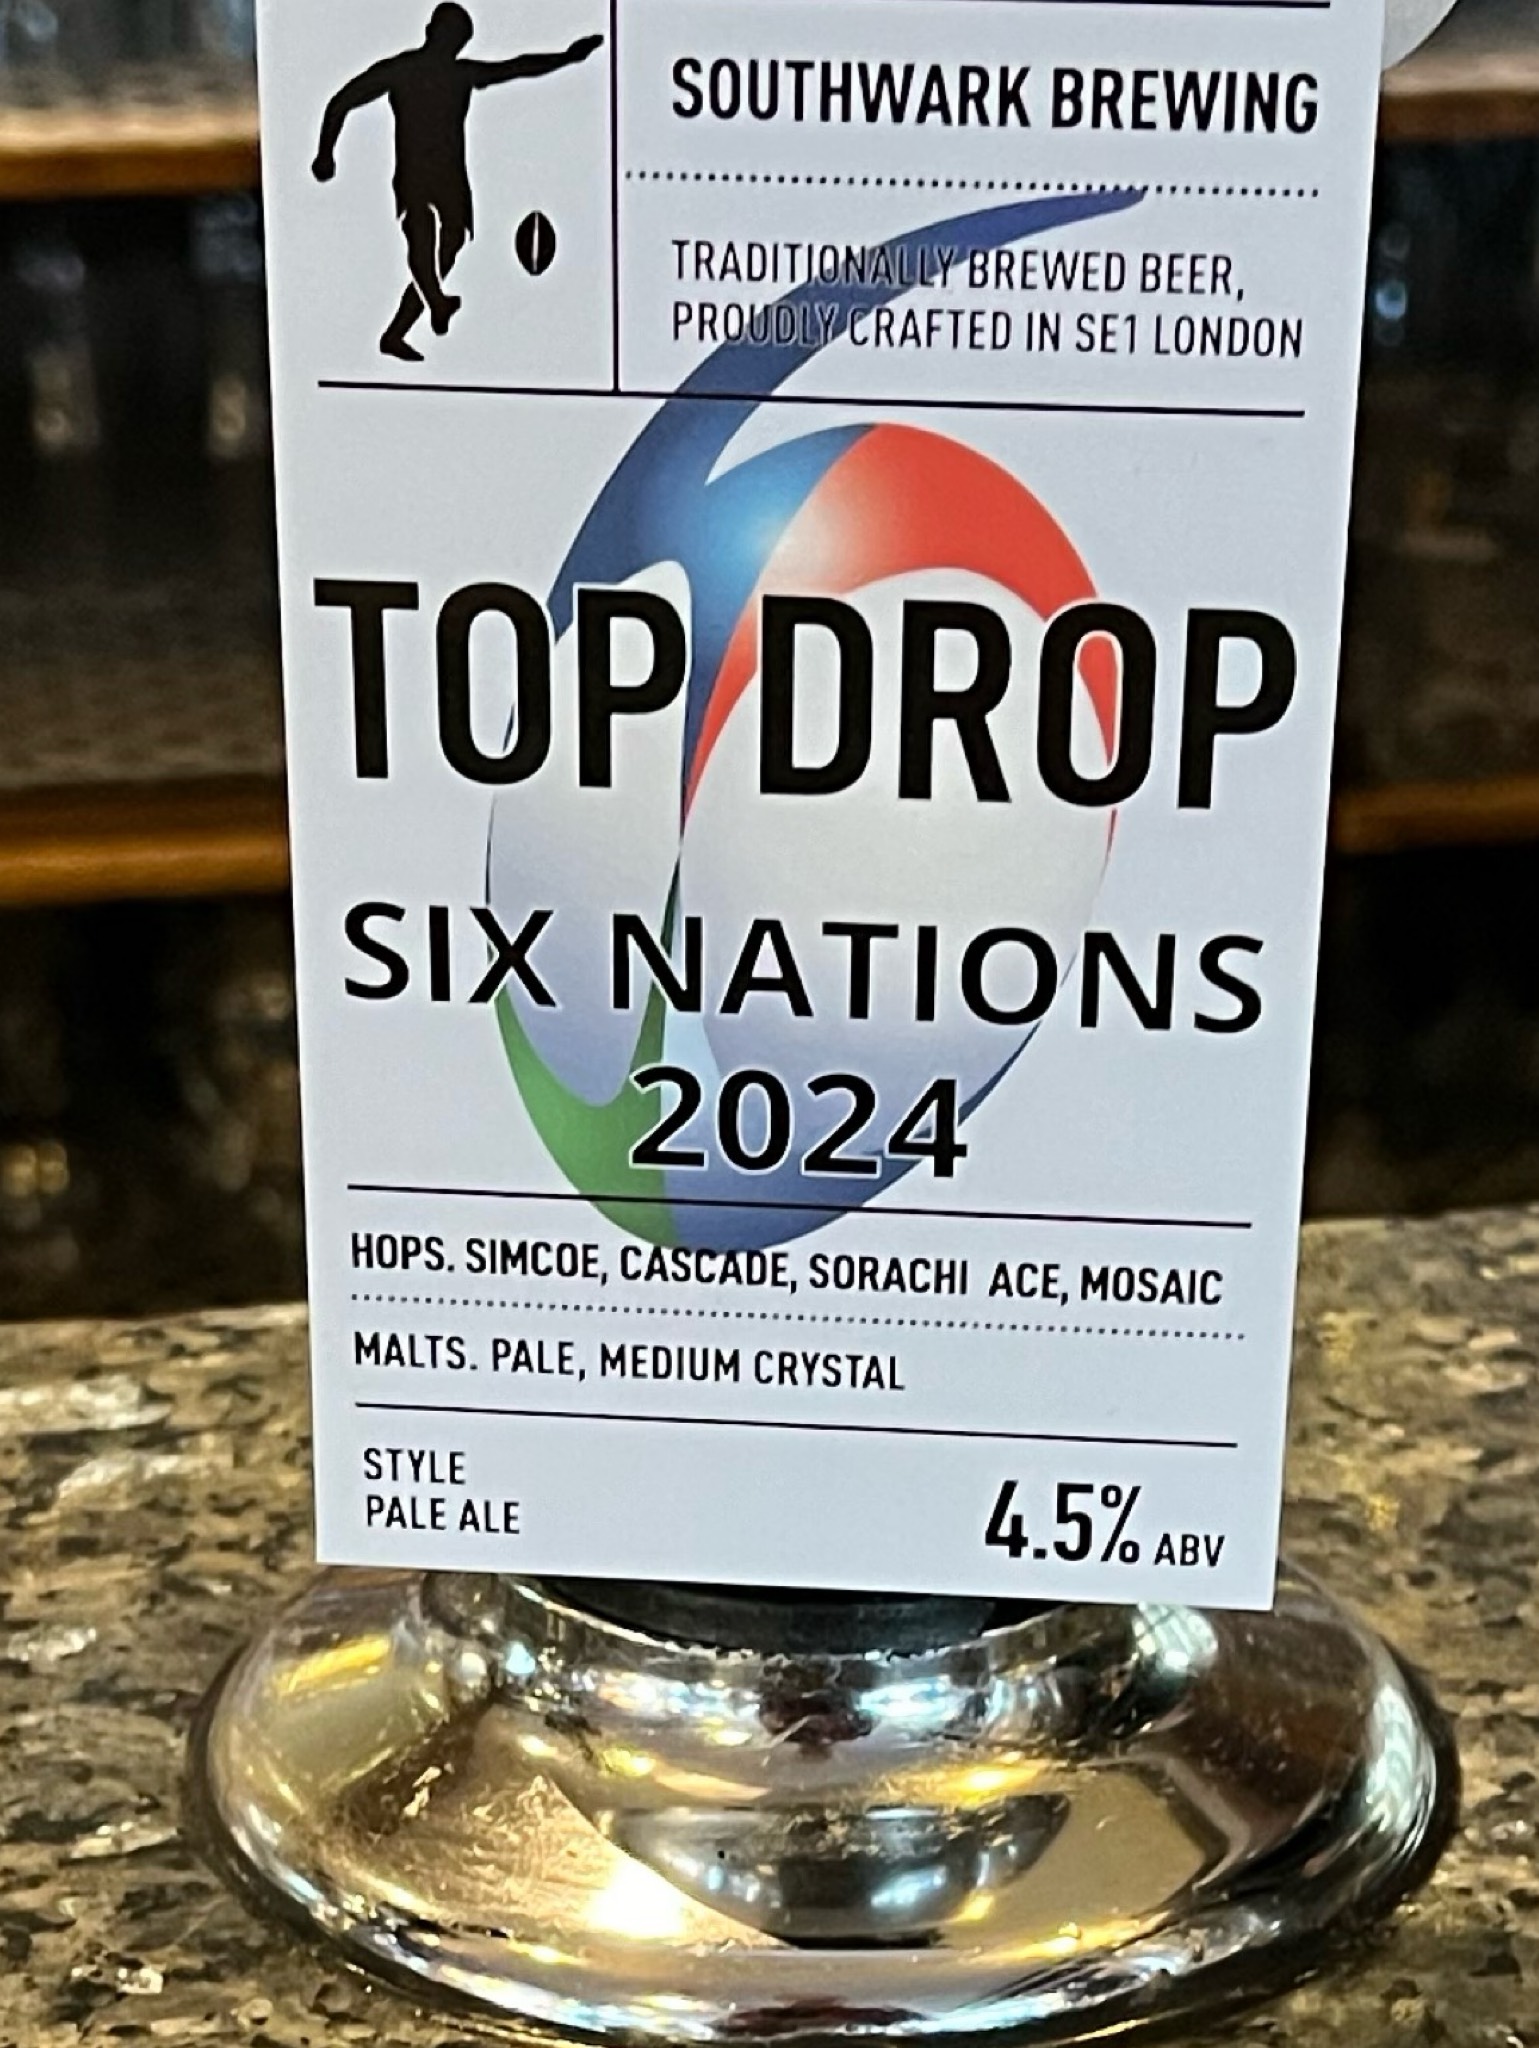 SOUTHWARK BREWING
TRADITIONALLY BREWED BEER,
PROUDLY CRAFTED IN SE1 LONDON
TOP DROP
SIX NATIONS
2024
HOPS. SIMCOE, CASCADE, SORACHI ACE, MOSAIC
MALTS. PALE, MEDIUM CRYSTAL
STYLE
PALE ALE
4.5% ABV